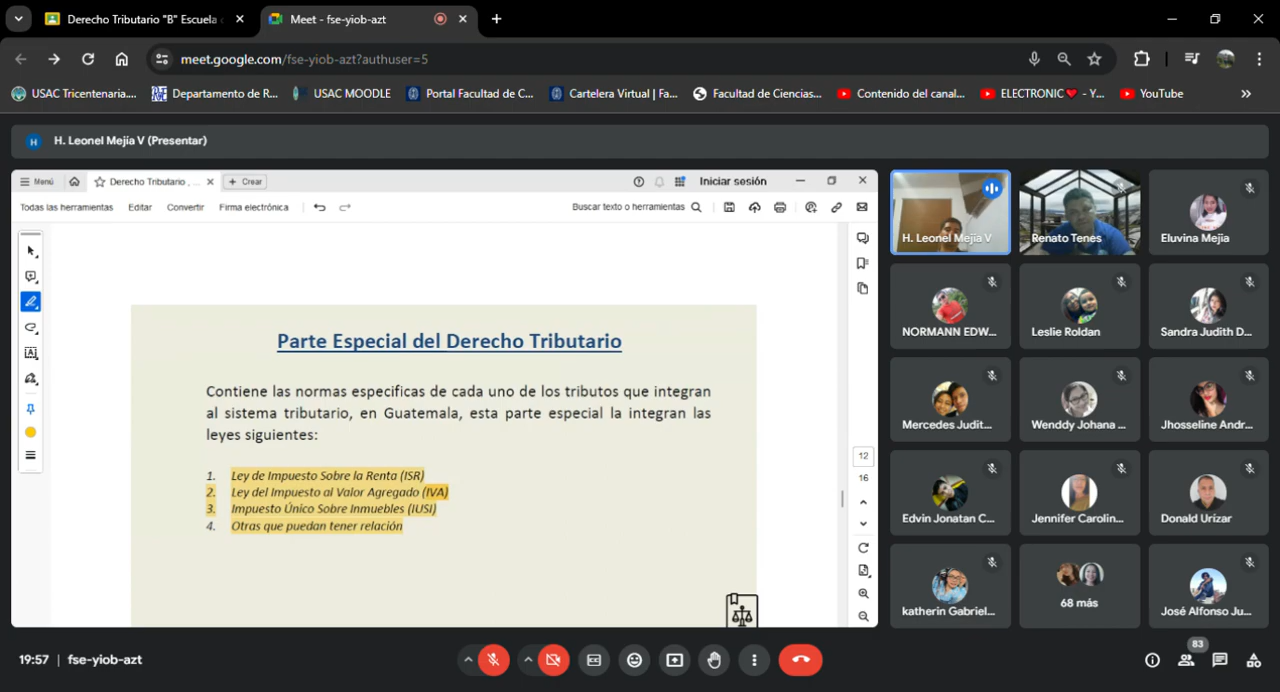 Derecho Tributario "B" Escuela
Meet - fse-yiob-azt
meet.google.com/fse-yiob-azt?authuser=5
USAC Tricentenaria....
Departamento de R...
USAC MOODLE
Portal Facultad de C...
Cartelera Virtual | Fa...
Facultad de Ciencias...
Contenido del canal...
ELECTRONIC❤ - Y...
YouTube
»
H
H. Leonel Mejía V (Presentar)
Menú
Derecho Tributario , ...
+ Crear
Iniciar sesión
Todas las herramientas
Editar
Convertir
Firma electrónica
Buscar texto o herramientas
Parte Especial del Derecho Tributario
Contiene las normas especificas de cada uno de los tributos que integran
al sistema tributario, en Guatemala, esta parte especial la integran las
leyes siguientes:
1. Ley de Impuesto Sobre la Renta (ISR)
2. Ley del Impuesto al Valor Agregado (IVA)
3. Impuesto Único Sobre Inmuebles (IUSI)
4. Otras que puedan tener relación
12
16
H. Leonel Mejía V
Renato Tenes
Eluvina Mejia
NORMANN EDW...
Leslie Roldan
Sandra Judith D...
Mercedes Judit...
Wenddy Johana ...
Jhosseline Andr...
Edvin Jonatan C...
Jennifer Carolin...
Donald Urízar
katherin Gabriel...
68 más
José Alfonso Ju...
19:57 | fse-yiob-azt
83